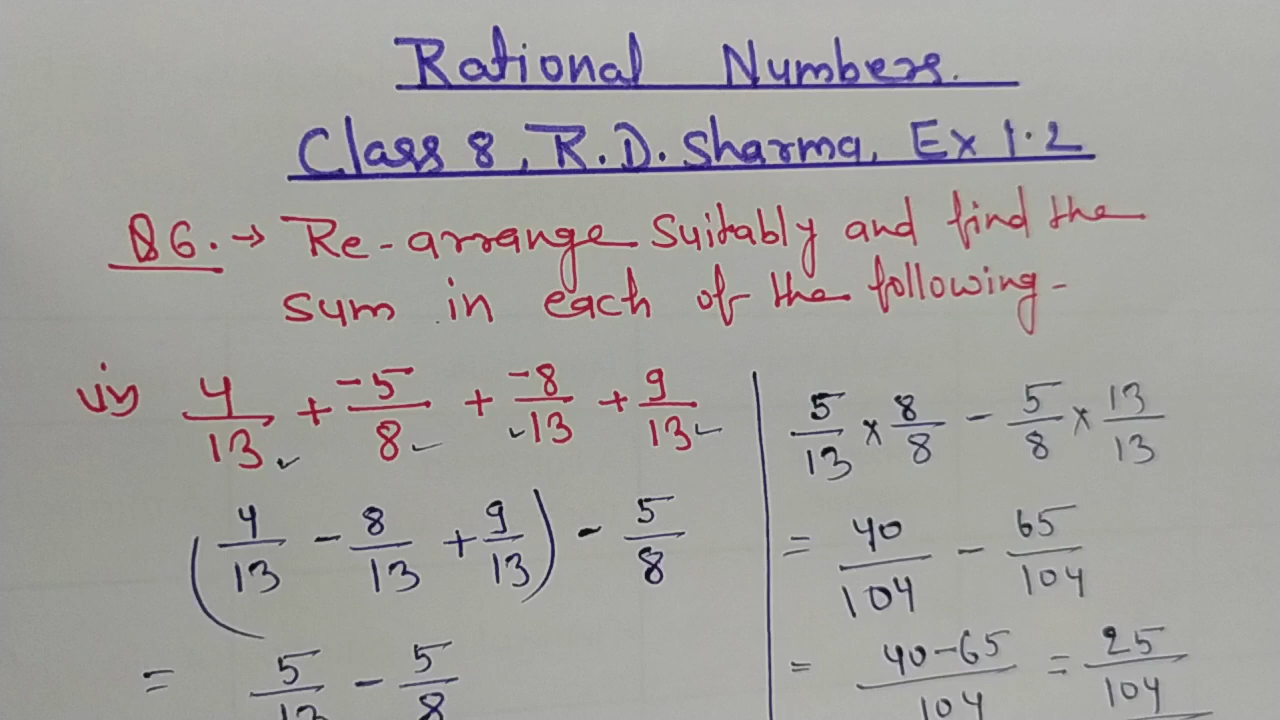 Rational Numbers.
Class 8, R.D. Sharma, Ex 1.2
Q6. → Re-arrange Suitably and find the
sum in each of the following -
iv) 4/13 + -5/8 + -8/13 + 9/13
(4/13 - 8/13 + 9/13) - 5/8
= 5/13 - 5/8
5/13 × 8/8 - 5/8 × 13/13
= 40/104 - 65/104
= 40-65/104 = 25/104